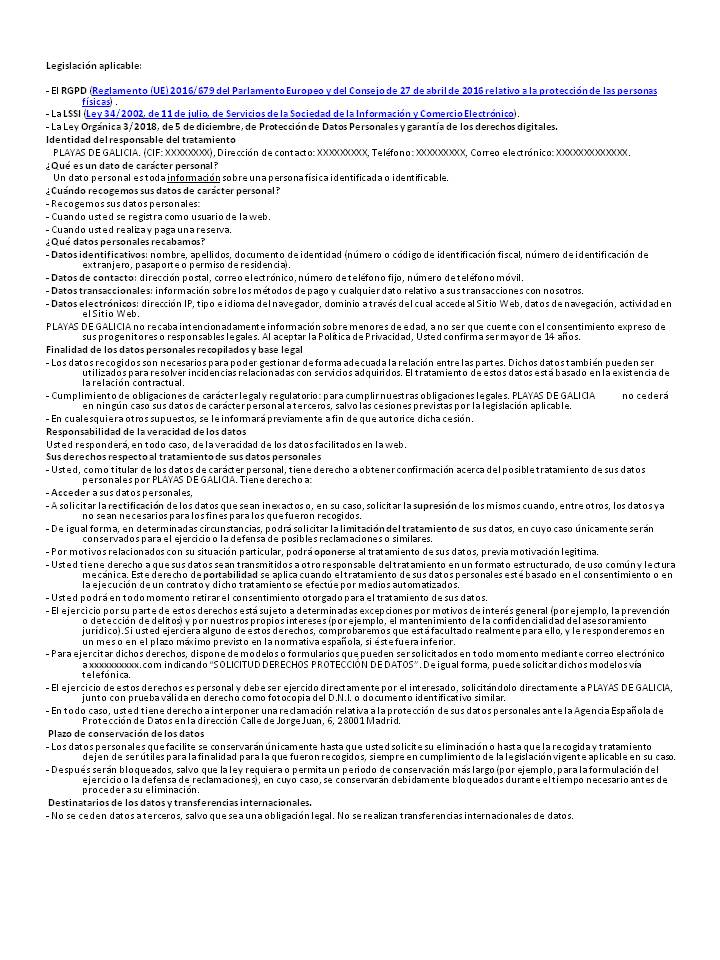 Legislación aplicable:
- El RGPD (Reglamento (UE) 2016/679 del Parlamento Europeo y del Consejo de 27 de abril de 2016 relativo a la protección de las personas
físicas) .
- La LSSI (Ley 34/2002, de 11 de julio, de Servicios de la Sociedad de la Información y Comercio Electrónico).
- La Ley Orgánica 3/2018, de 5 de diciembre, de Protección de Datos Personales y garantía de los derechos digitales.
Identidad del responsable del tratamiento
PLAYAS DE GALICIA. (CIF: XXXXXXXX), Dirección de contacto: XXXXXXXXX, Teléfono: XXXXXXXXX, Correo electrónico: XXXXXXXXXXXXX.
¿Qué es un dato de carácter personal?
Un dato personal es toda información sobre una persona física identificada o identificable.
¿Cuándo recogemos sus datos de carácter personal?
- Recogemos sus datos personales:
- Cuando usted se registra como usuario de la web.
- Cuando usted realiza y paga una reserva.
¿Qué datos personales recabamos?
- Datos identificativos: nombre, apellidos, documento de identidad (número o código de identificación fiscal, número de identificación de
extranjero, pasaporte o permiso de residencia).
- Datos de contacto: dirección postal, correo electrónico, número de teléfono fijo, número de teléfono móvil.
- Datos transaccionales: información sobre los métodos de pago y cualquier dato relativo a sus transacciones con nosotros.
- Datos electrónicos: dirección IP, tipo e idioma del navegador, dominio a través del cual accede al Sitio Web, datos de navegación, actividad en
el Sitio Web.
PLAYAS DE GALICIA no recaba intencionadamente información sobre menores de edad, a no ser que cuente con el consentimiento expreso de
sus progenitores o responsables legales. Al aceptar la Política de Privacidad, Usted confirma ser mayor de 14 años.
Finalidad de los datos personales recopilados y base legal
- Los datos recogidos son necesarios para poder gestionar de forma adecuada la relación entre las partes. Dichos datos también pueden ser
utilizados para resolver incidencias relacionadas con servicios adquiridos. El tratamiento de estos datos está basado en la existencia de
la relación contractual.
- Cumplimiento de obligaciones de carácter legal y regulatorio: para cumplir nuestras obligaciones legales. PLAYAS DE GALICIA no cederá
en ningún caso sus datos de carácter personal a terceros, salvo las cesiones previstas por la legislación aplicable.
- En cualesquiera otros supuestos, se le informará previamente a fin de que autorice dicha cesión.
Responsabilidad de la veracidad de los datos
Usted responderá, en todo caso, de la veracidad de los datos facilitados en la web.
Sus derechos respecto al tratamiento de sus datos personales
- Usted, como titular de los datos de carácter personal, tiene derecho a obtener confirmación acerca del posible tratamiento de sus datos
personales por PLAYAS DE GALICIA. Tiene derecho a:
- Acceder a sus datos personales,
- A solicitar la rectificación de los datos que sean inexactos o, en su caso, solicitar la supresión de los mismos cuando, entre otros, los datos ya
no sean necesarios para los fines para los que fueron recogidos.
- De igual forma, en determinadas circunstancias, podrá solicitar la limitación del tratamiento de sus datos, en cuyo caso únicamente serán
conservados para el ejercicio o la defensa de posibles reclamaciones o similares.
- Por motivos relacionados con su situación particular, podrá oponerse al tratamiento de sus datos, previa motivación legitima.
- Usted tiene derecho a que sus datos sean transmitidos a otro responsable del tratamiento en un formato estructurado, de uso común y lectura
mecánica. Este derecho de portabilidad se aplica cuando el tratamiento de sus datos personales esté basado en el consentimiento o en
la ejecución de un contrato y dicho tratamiento se efectúe por medios automatizados.
- Usted podrá en todo momento retirar el consentimiento otorgado para el tratamiento de sus datos.
- El ejercicio por su parte de estos derechos está sujeto a determinadas excepciones por motivos de interés general (por ejemplo, la prevención
o detección de delitos) y por nuestros propios intereses (por ejemplo, el mantenimiento de la confidencialidad del asesoramiento
jurídico). Si usted ejerciera alguno de estos derechos, comprobaremos que está facultado realmente para ello, y le responderemos en
un mes o en el plazo máximo previsto en la normativa española, si éste fuera inferior.
- Para ejercitar dichos derechos, dispone de modelos o formularios que pueden ser solicitados en todo momento mediante correo electrónico
a xxxxxxxxxx.com indicando “SOLICITUD DERECHOS PROTECCIÓN DE DATOS”. De igual forma, puede solicitar dichos modelos vía
telefónica.
- El ejercicio de estos derechos es personal y debe ser ejercido directamente por el interesado, solicitándolo directamente a PLAYAS DE GALICIA,
junto con prueba válida en derecho como fotocopia del D.N.I. o documento identificativo similar.
- En todo caso, usted tiene derecho a interponer una reclamación relativa a la protección de sus datos personales ante la Agencia Española de
Protección de Datos en la dirección Calle de Jorge Juan, 6, 28001 Madrid.
Plazo de conservación de los datos
- Los datos personales que facilite se conservarán únicamente hasta que usted solicite su eliminación o hasta que la recogida y tratamiento
dejen de ser útiles para la finalidad para la que fueron recogidos, siempre en cumplimiento de la legislación vigente aplicable en su caso.
- Después serán bloqueados, salvo que la ley requiera o permita un periodo de conservación más largo (por ejemplo, para la formulación del
ejercicio o la defensa de reclamaciones), en cuyo caso, se conservarán debidamente bloqueados durante el tiempo necesario antes de
proceder a su eliminación.
Destinatarios de los datos y transferencias internacionales.
- No se ceden datos a terceros, salvo que sea una obligación legal. No se realizan transferencias internacionales de datos.